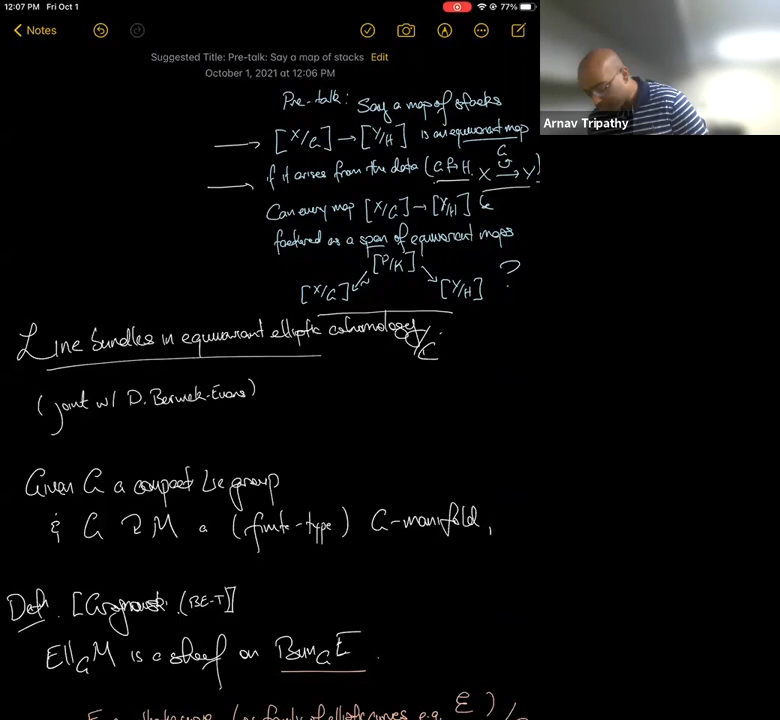 12:07 PM Fri Oct 1
77%
Notes
Suggested Title: Pre-talk: Say a map of stacks Edit
October 1, 2021 at 12:06 PM
Arnav Tripathy
Pre-talk: Say a map of stacks
[X/G] → [Y/H] is an equivariant map
if it arises from the data (G → H, X → Y)
G
Can every map [X/G] → [Y/H] be
factored as a span of equivariant maps
[P/K]
[X/G] [Y/H] ?
Line bundles in equivariant elliptic cohomology/C.
(joint w/ D. Berwick-Evans)
Given G a compact Lie group
& G ↻ M a (finite-type) G-manifold,
Defn. [Grojnowski, (BE-T)]
Ell_G M is a sheaf on Bun_G E.
family of elliptic curves, e.g. ℰ